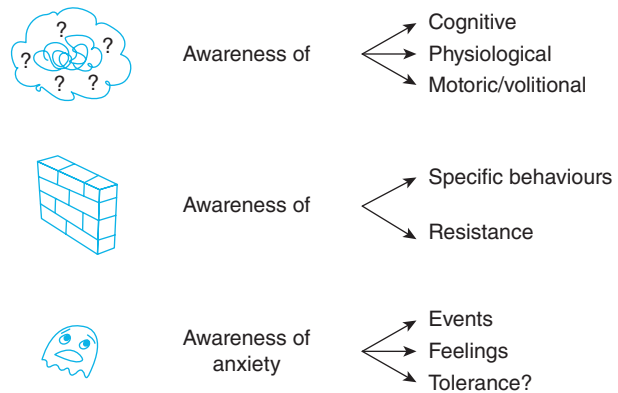 ?
?
?
?
?
Awareness of
Cognitive
Physiological
Motoric/volitional
Awareness of
Specific behaviours
Resistance
Awareness of
anxiety
Events
Feelings
Tolerance?